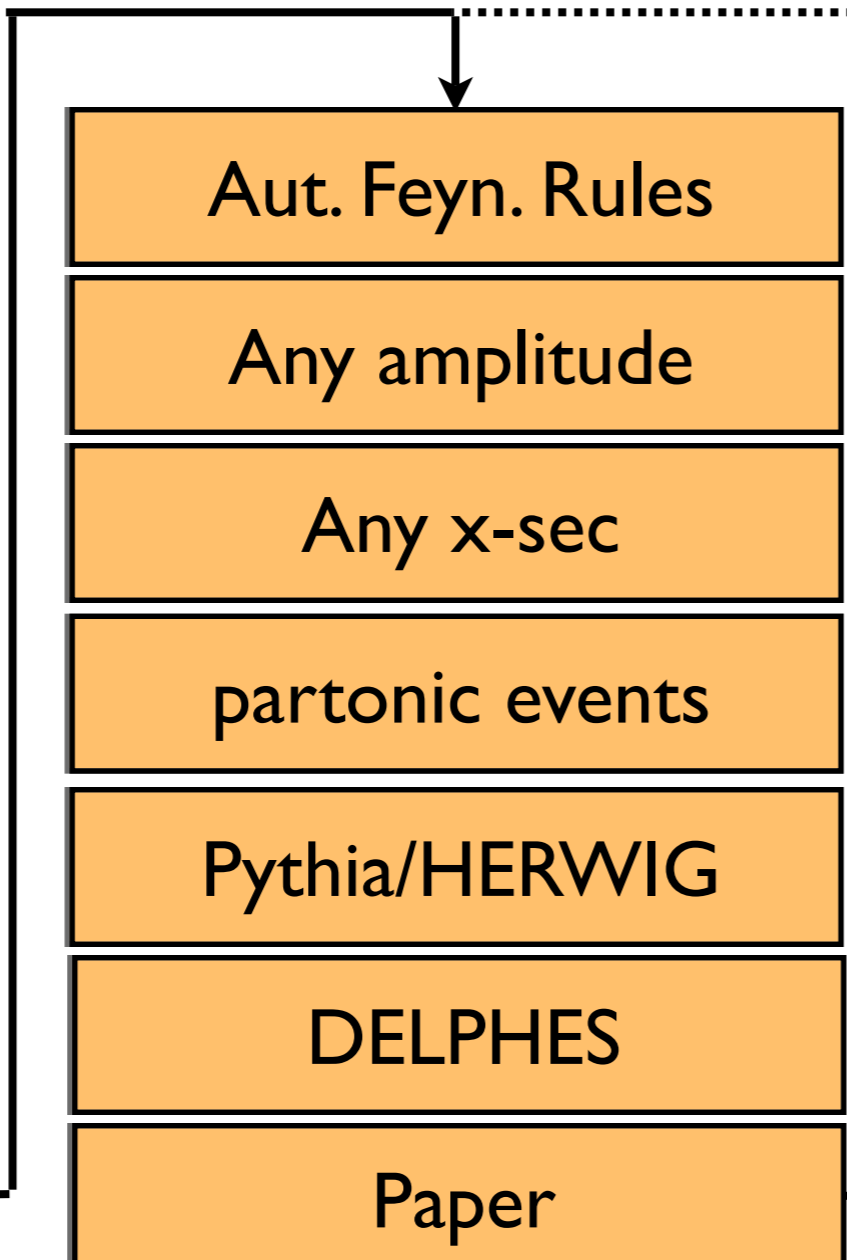 Aut. Feyn. Rules
Any amplitude
Any x-sec
partonic events
Pythia/HERWIG
DELPHES
Paper